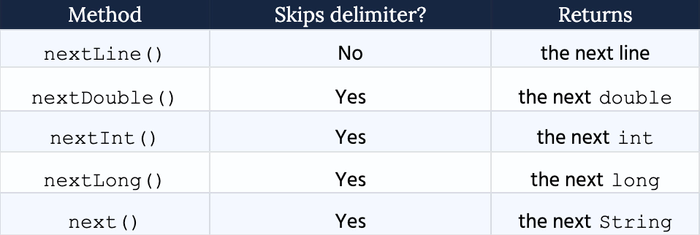 Method Skips delimiter? Returns
nextLine() No the next line
nextDouble() Yes the next double
nextInt() Yes the next int
nextLong() Yes the next long
next() Yes the next String